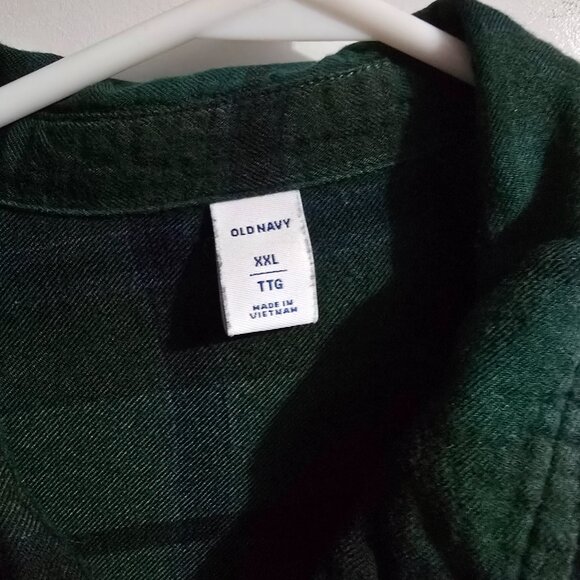 OLD NAVY
XXL
TTG
MADE IN
VIETNAM